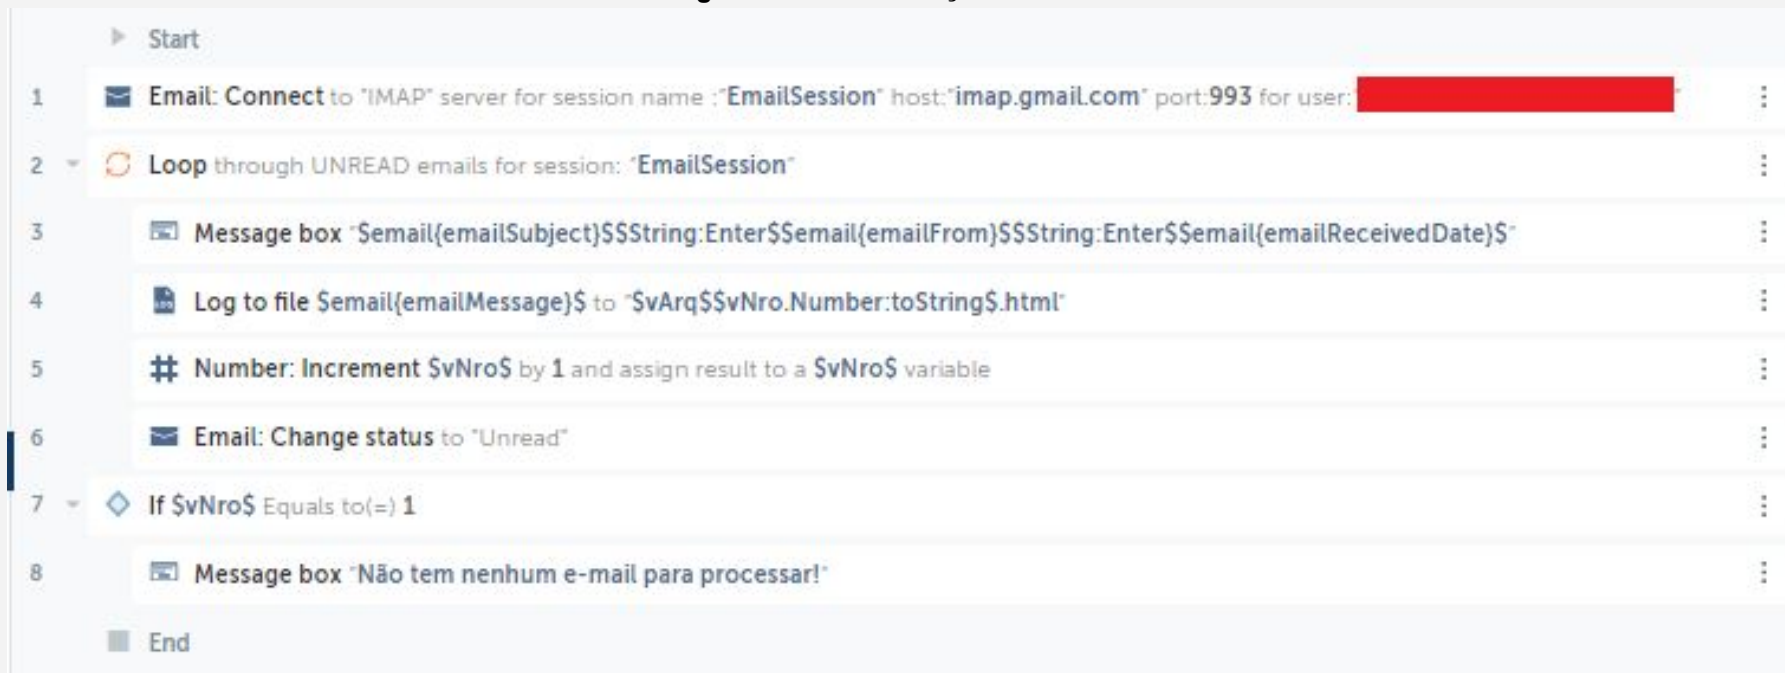 Start
1 Email: Connect to "IMAP" server for session name :"EmailSession" host:"imap.gmail.com" port:993 for user:" "
2 Loop through UNREAD emails for session: "EmailSession"
3 Message box "$email{emailSubject}$$String:Enter$$email{emailFrom}$$String:Enter$$email{emailReceivedDate}$"
4 Log to file $email{emailMessage}$ to "$vArq$$vNro.Number:toString$.html"
5 Number: Increment $vNro$ by 1 and assign result to a $vNro$ variable
6 Email: Change status to "Unread"
7 If $vNro$ Equals to(=) 1
8 Message box "Não tem nenhum e-mail para processar!"
End